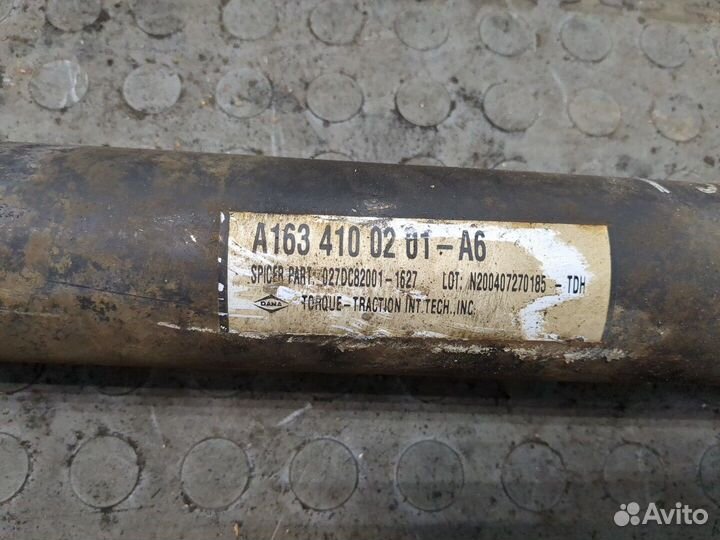 A163 410 02 01-A6
SPICER PART: 027DC82001-1627 LOT: N200407270185 - TDH
DANA TORQUE-TRACTION INT.TECH.,INC.
Avito